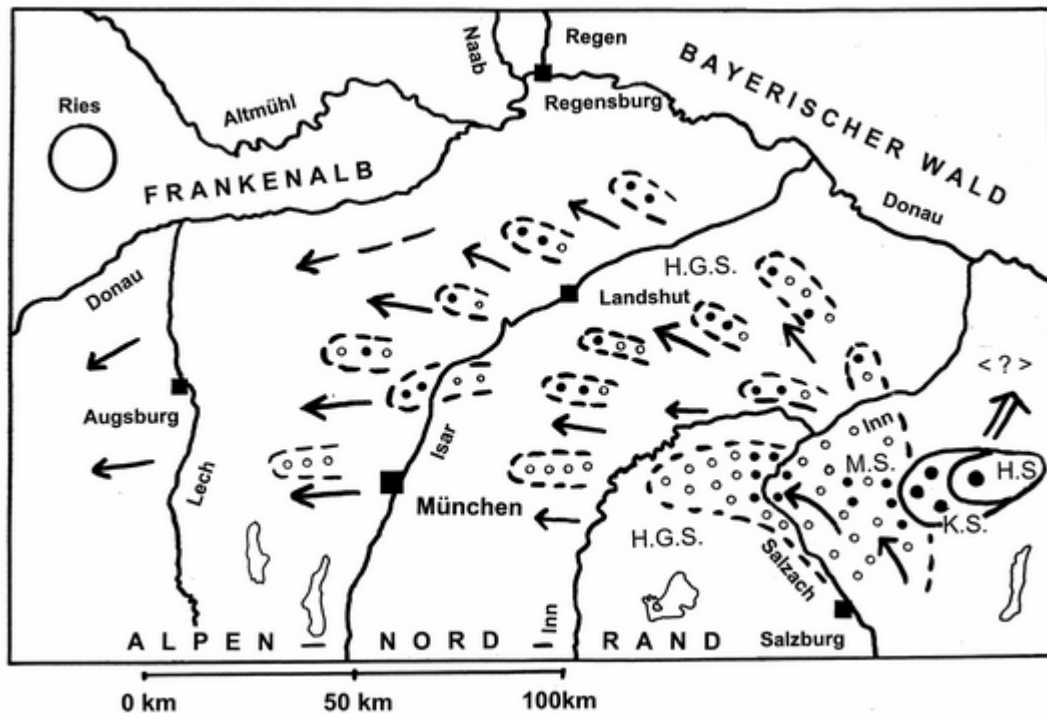 Naab
Regen
BAYERISCHER WALD
Ries
Altmühl
Regensburg
FRANKENALB
Donau
Donau
H.G.S.
Landshut
< ? >
Augsburg
Isar
Inn
M.S.
H.S
Lech
München
K.S.
H.G.S.
Salzach
Inn
Salzburg
ALPEN – NORD – RAND
0 km 50 km 100km